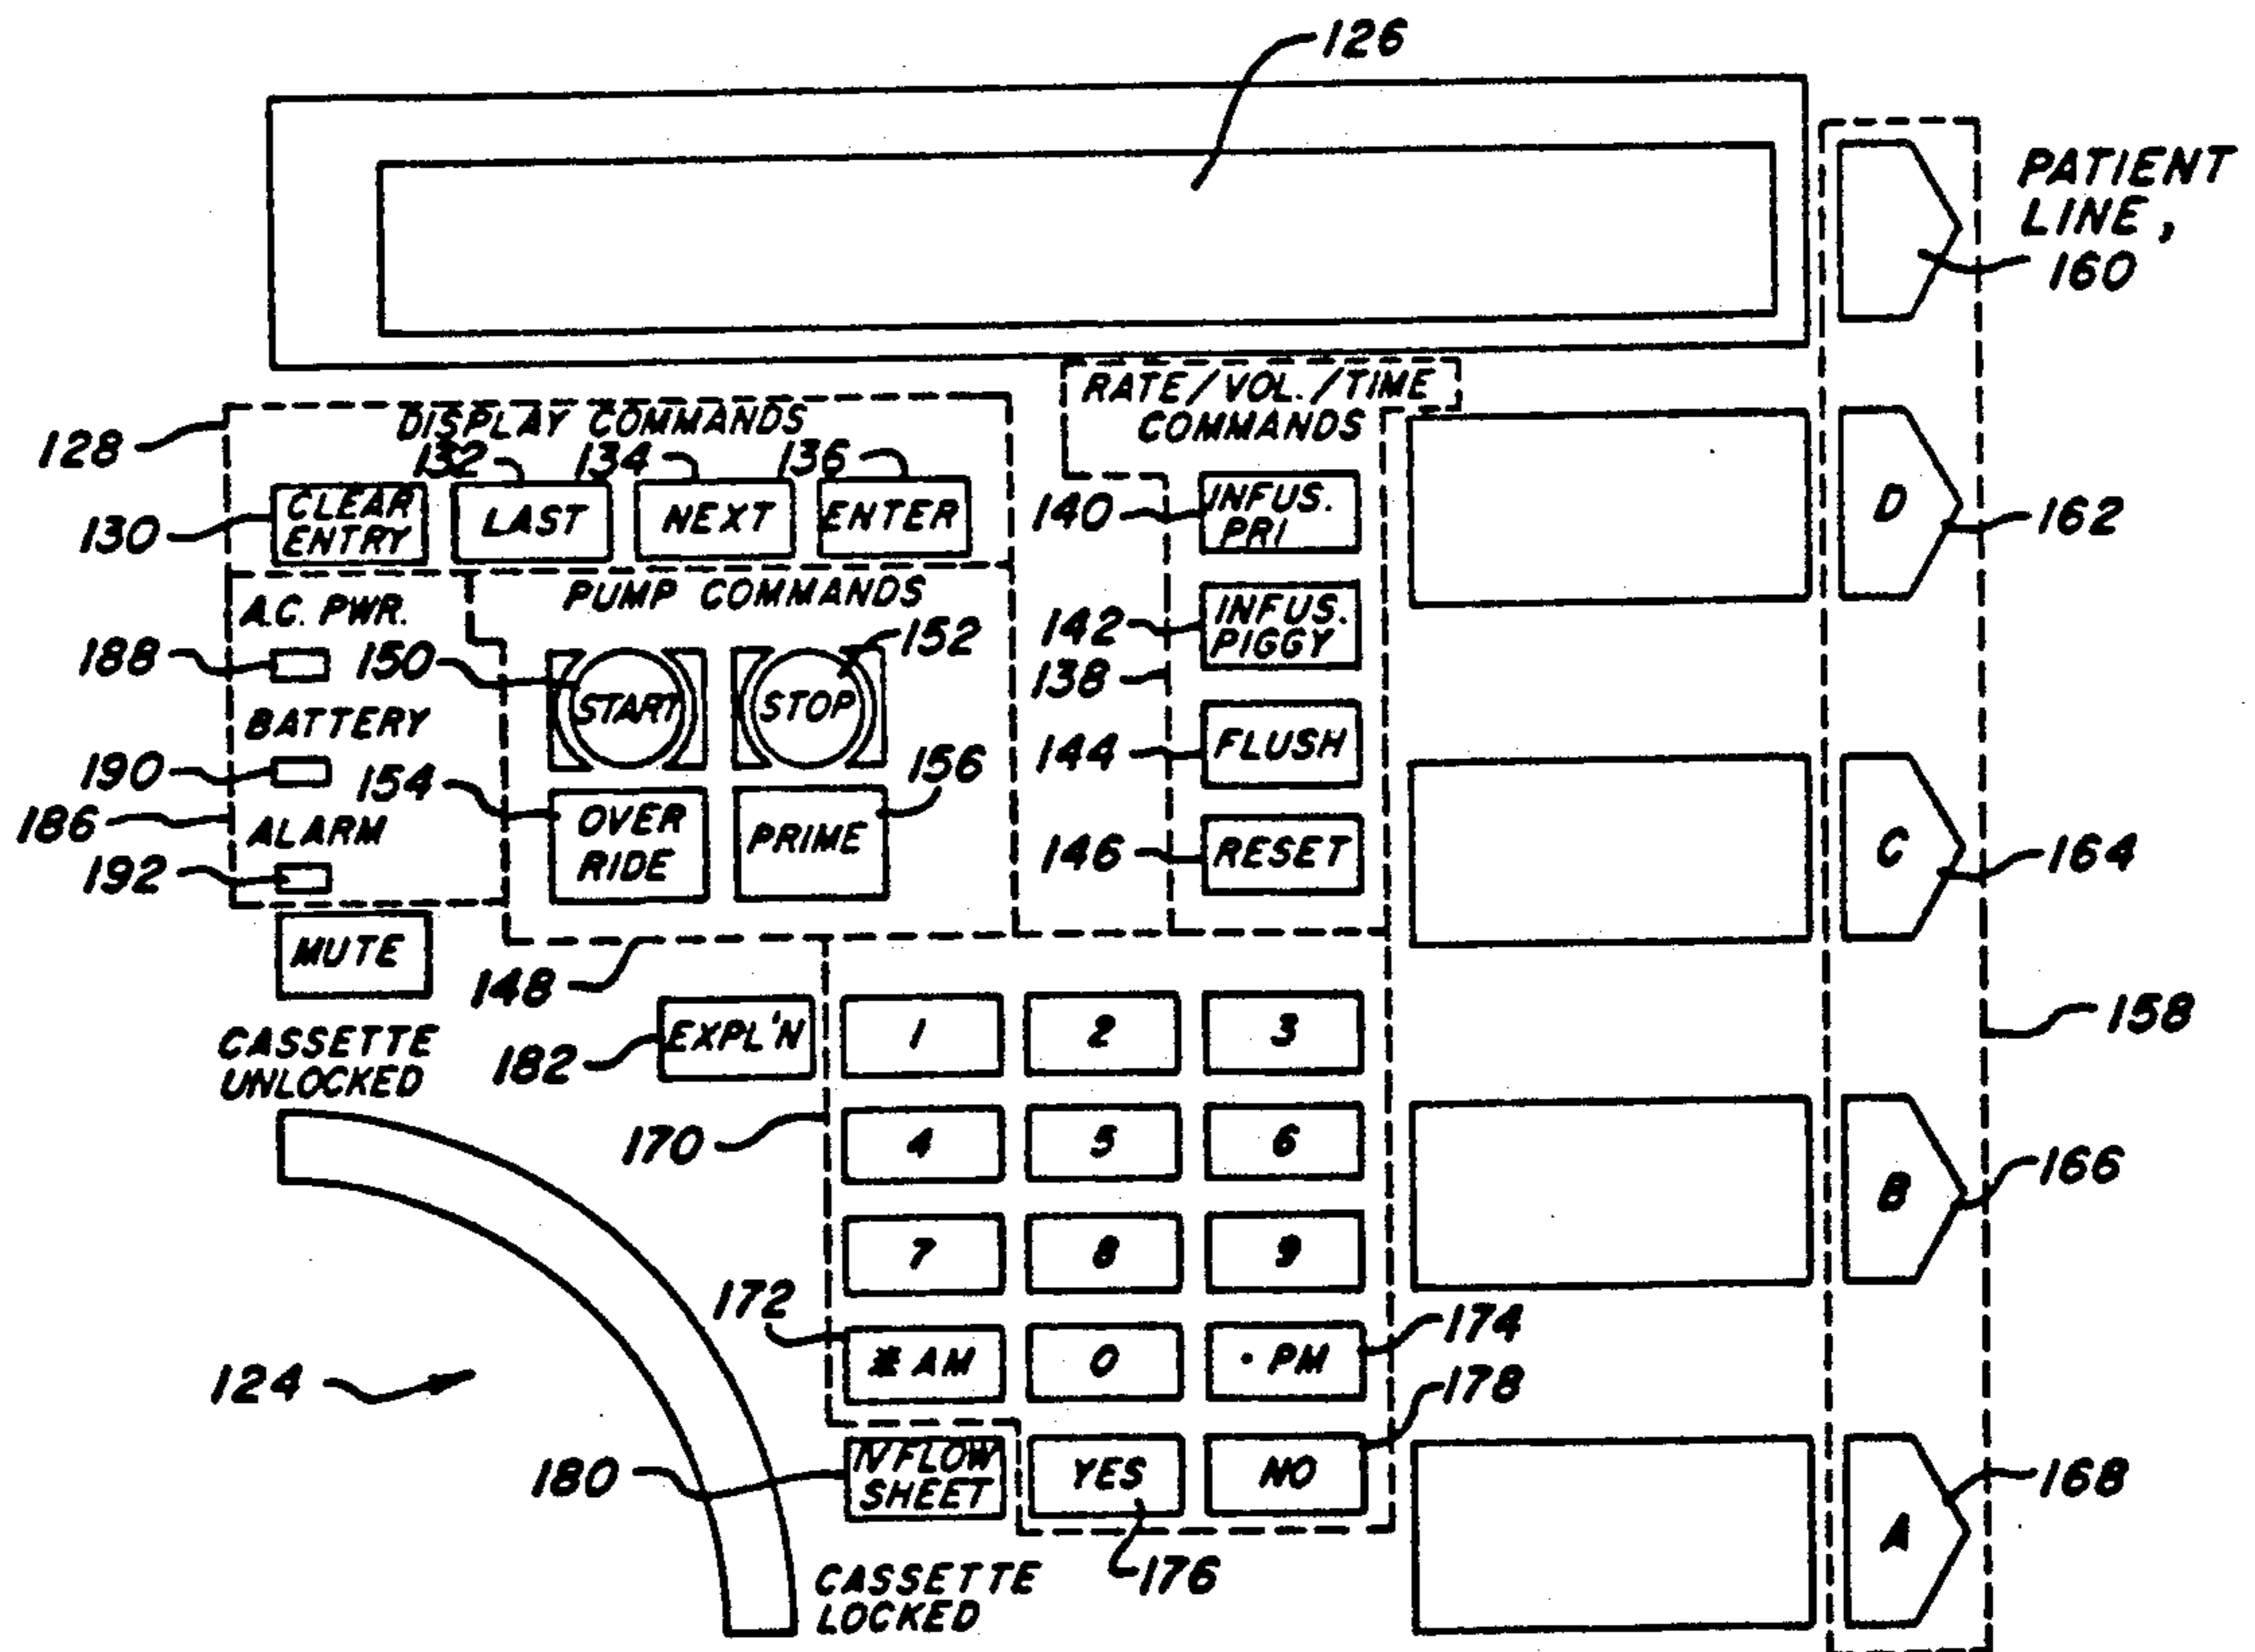 126
PATIENT
LINE,
160
RATE/VOL./TIME
COMMANDS
128
DISPLAY COMMANDS
132
134
136
130
CLEAR
ENTRY
LAST
NEXT
ENTER
140
INFUS.
PRI
D
162
A.C. PWR.
PUMP COMMANDS
188
150
START
152
STOP
142
INFUS.
PIGGY
138
BATTERY
190
154
156
144
FLUSH
186
ALARM
OVER
RIDE
PRIME
192
146
RESET
C
164
MUTE
148
158
CASSETTE
UNLOCKED
182
EXPL'N
1
2
3
170
4
5
6
B
166
7
8
9
172
* AM
0
. PM
174
124
178
180
IV FLOW
SHEET
YES
NO
A
168
176
CASSETTE
LOCKED